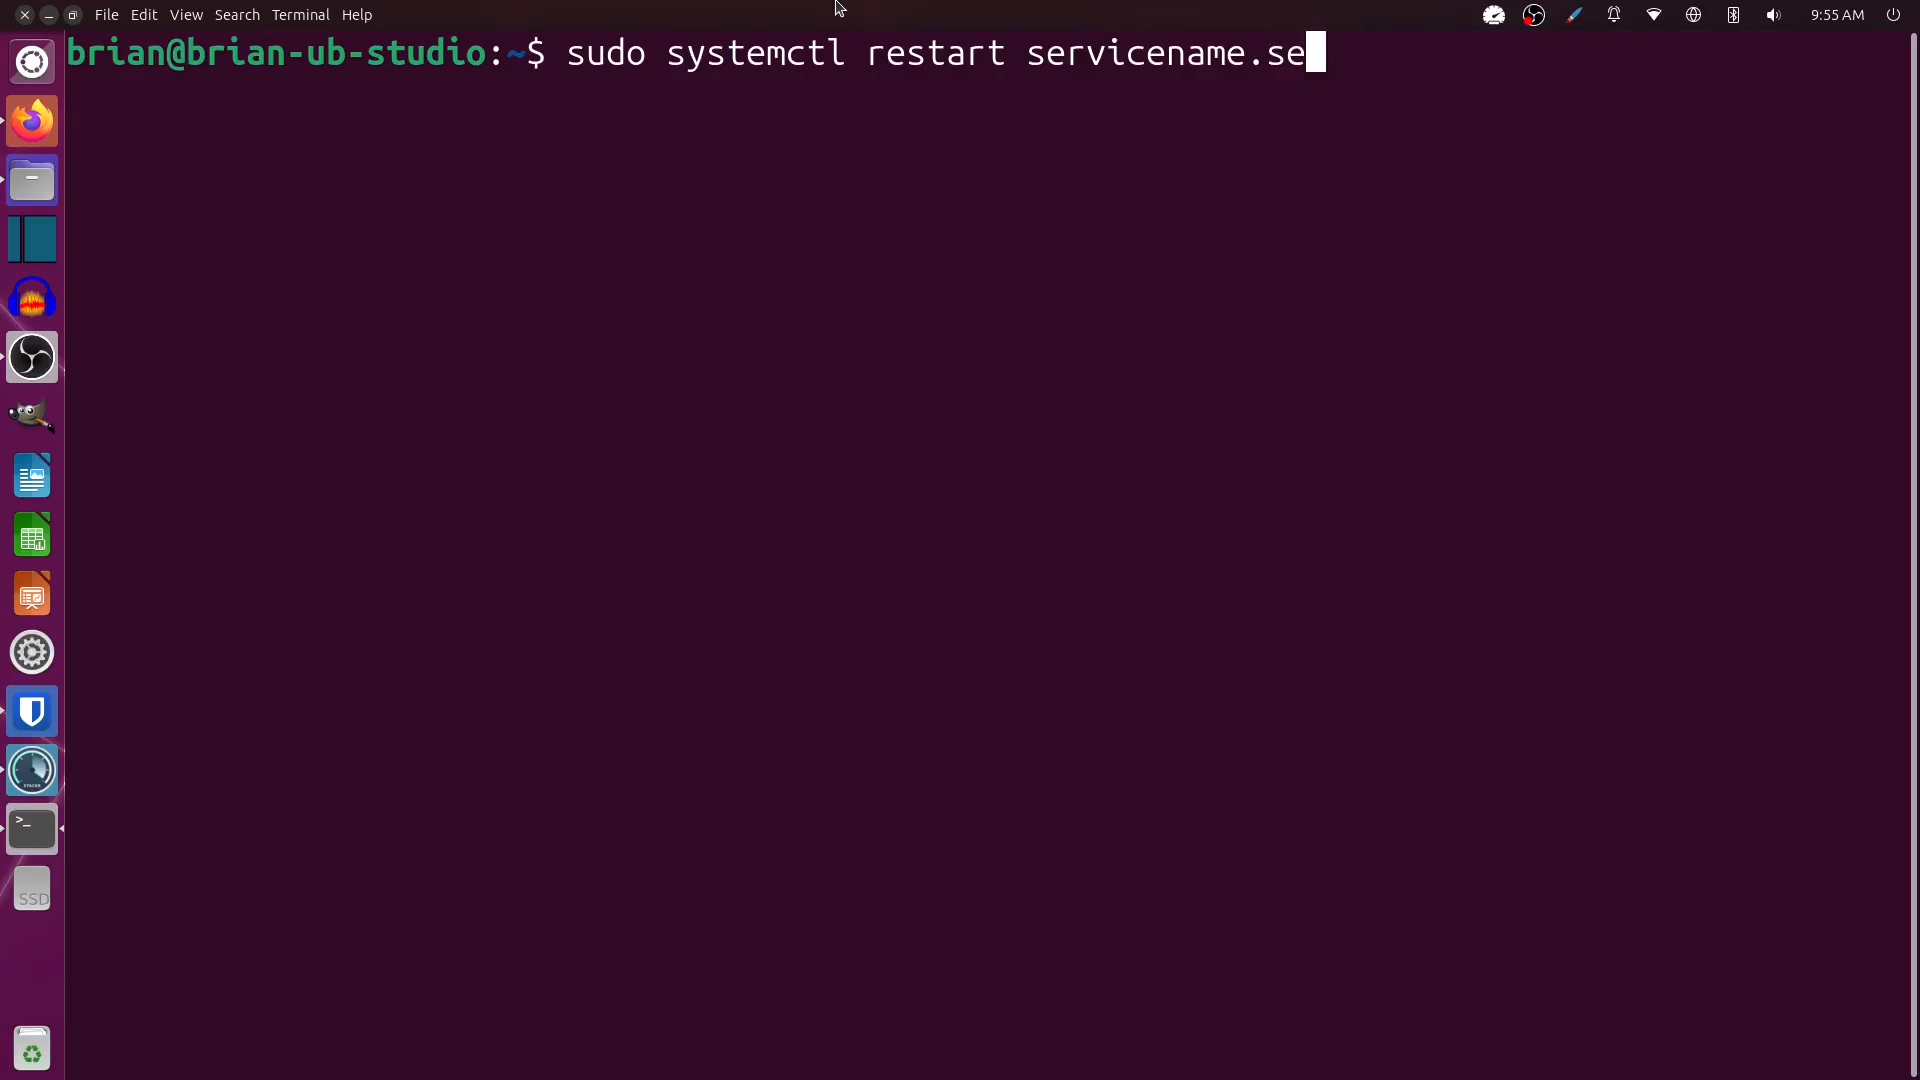 File Edit View Search Terminal Help
9:55 AM
brian@brian-ub-studio:~$ sudo systemctl restart servicename.se
>_
STACER
SSD